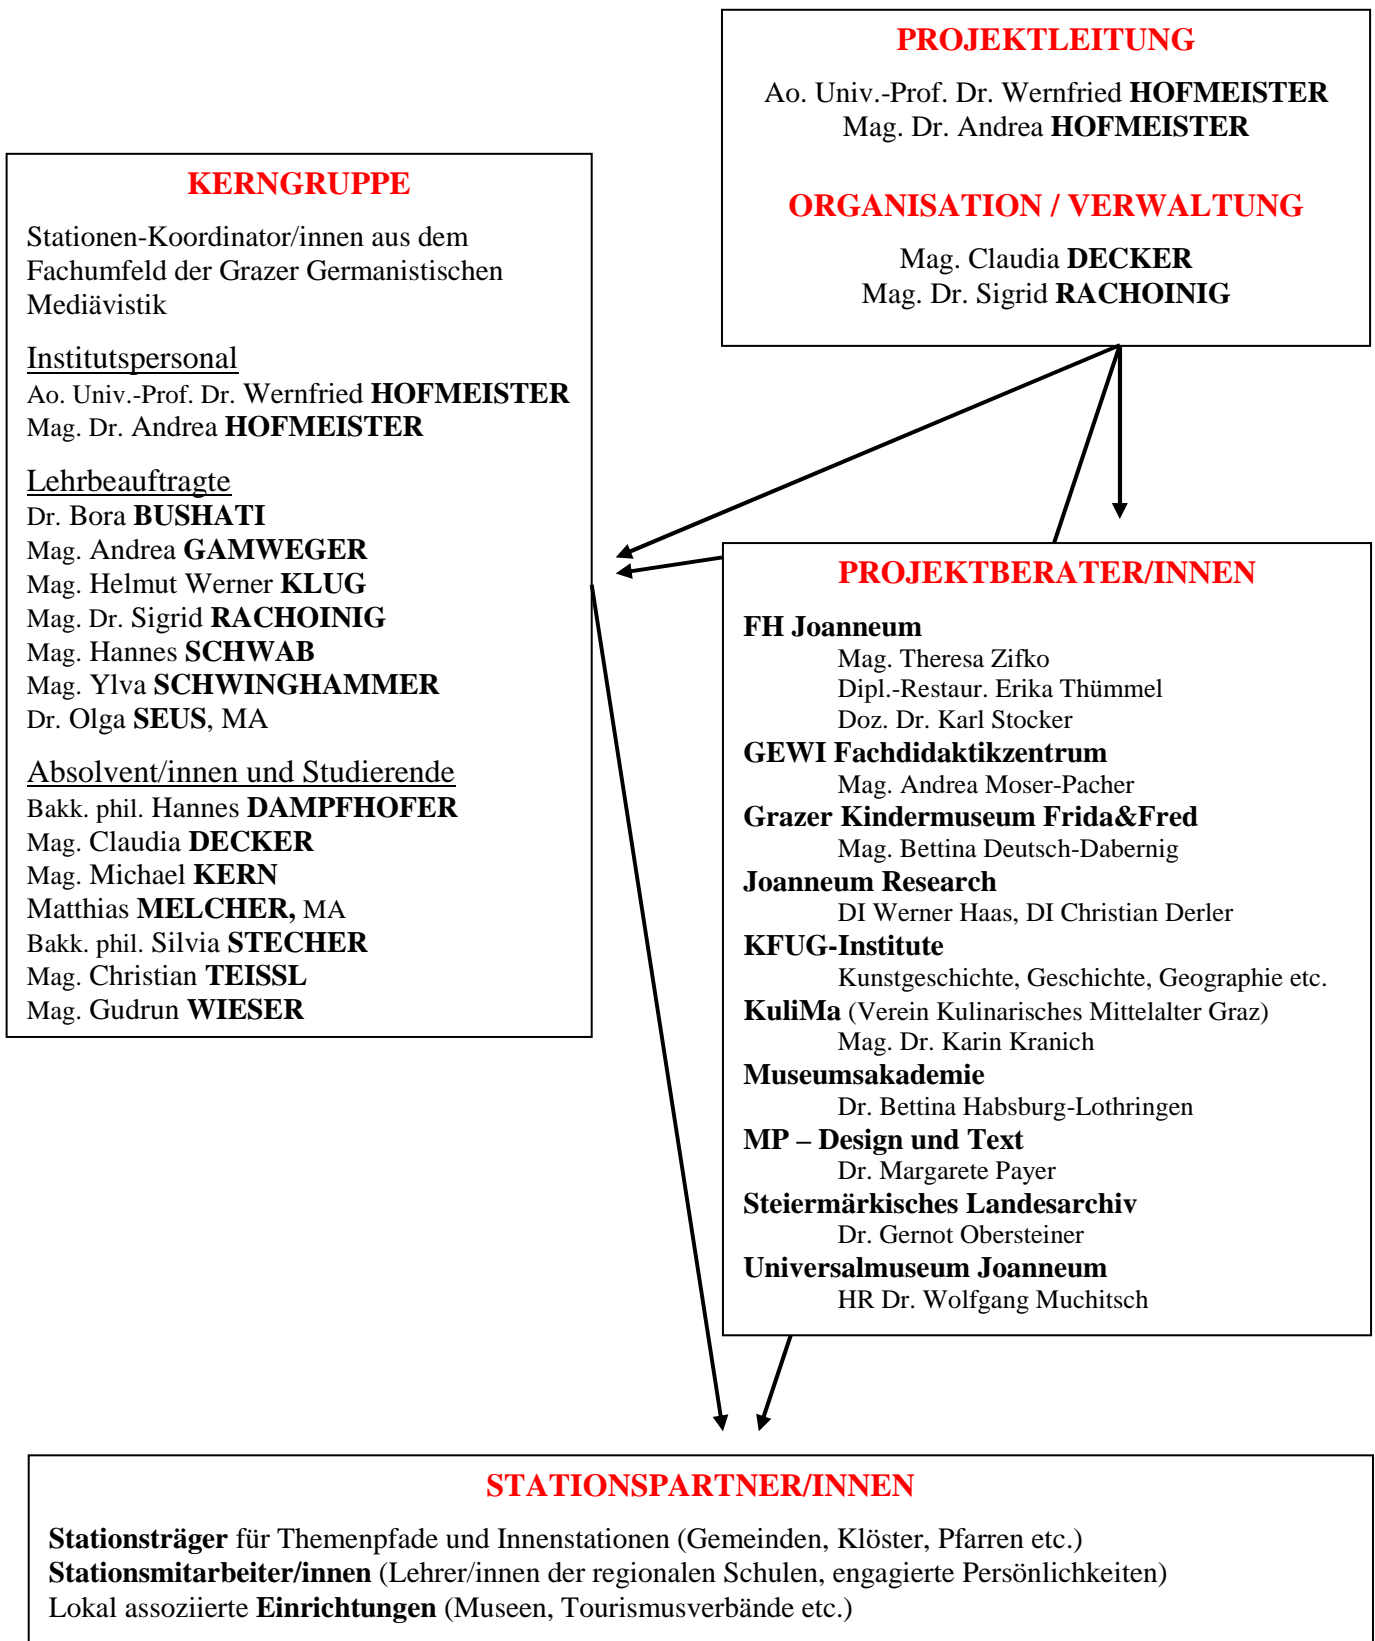 PROJEKTLEITUNG
Ao. Univ.-Prof. Dr. Wernfried HOFMEISTER
Mag. Dr. Andrea HOFMEISTER
ORGANISATION / VERWALTUNG
Mag. Claudia DECKER
Mag. Dr. Sigrid RACHOINIG
KERNGRUPPE
Stationen-Koordinator/innen aus dem
Fachumfeld der Grazer Germanistischen
Mediävistik
Institutspersonal
Ao. Univ.-Prof. Dr. Wernfried HOFMEISTER
Mag. Dr. Andrea HOFMEISTER
Lehrbeauftragte
Dr. Bora BUSHATI
Mag. Andrea GAMWEGER
Mag. Helmut Werner KLUG
Mag. Dr. Sigrid RACHOINIG
Mag. Hannes SCHWAB
Mag. Ylva SCHWINGHAMMER
Dr. Olga SEUS, MA
Absolvent/innen und Studierende
Bakk. phil. Hannes DAMPFHOFER
Mag. Claudia DECKER
Mag. Michael KERN
Matthias MELCHER, MA
Bakk. phil. Silvia STECHER
Mag. Christian TEISSL
Mag. Gudrun WIESER
PROJEKTBERATER/INNEN
FH Joanneum
Mag. Theresa Zifko
Dipl.-Restaur. Erika Thümmel
Doz. Dr. Karl Stocker
GEWI Fachdidaktikzentrum
Mag. Andrea Moser-Pacher
Grazer Kindermuseum Frida&Fred
Mag. Bettina Deutsch-Dabernig
Joanneum Research
DI Werner Haas, DI Christian Derler
KFUG-Institute
Kunstgeschichte, Geschichte, Geographie etc.
KuliMa (Verein Kulinarisches Mittelalter Graz)
Mag. Dr. Karin Kranich
Museumsakademie
Dr. Bettina Habsburg-Lothringen
MP – Design und Text
Dr. Margarete Payer
Steiermärkisches Landesarchiv
Dr. Gernot Obersteiner
Universalmuseum Joanneum
HR Dr. Wolfgang Muchitsch
STATIONSPARTNER/INNEN
Stationsträger für Themenpfade und Innenstationen (Gemeinden, Klöster, Pfarren etc.)
Stationsmitarbeiter/innen (Lehrer/innen der regionalen Schulen, engagierte Persönlichkeiten)
Lokal assoziierte Einrichtungen (Museen, Tourismusverbände etc.)